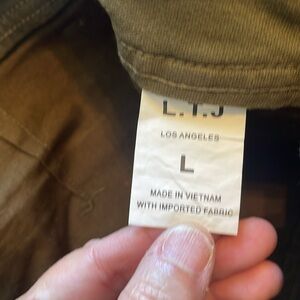 LOS ANGELES
L
MADE IN VIETNAM
WITH IMPORTED FABRIC